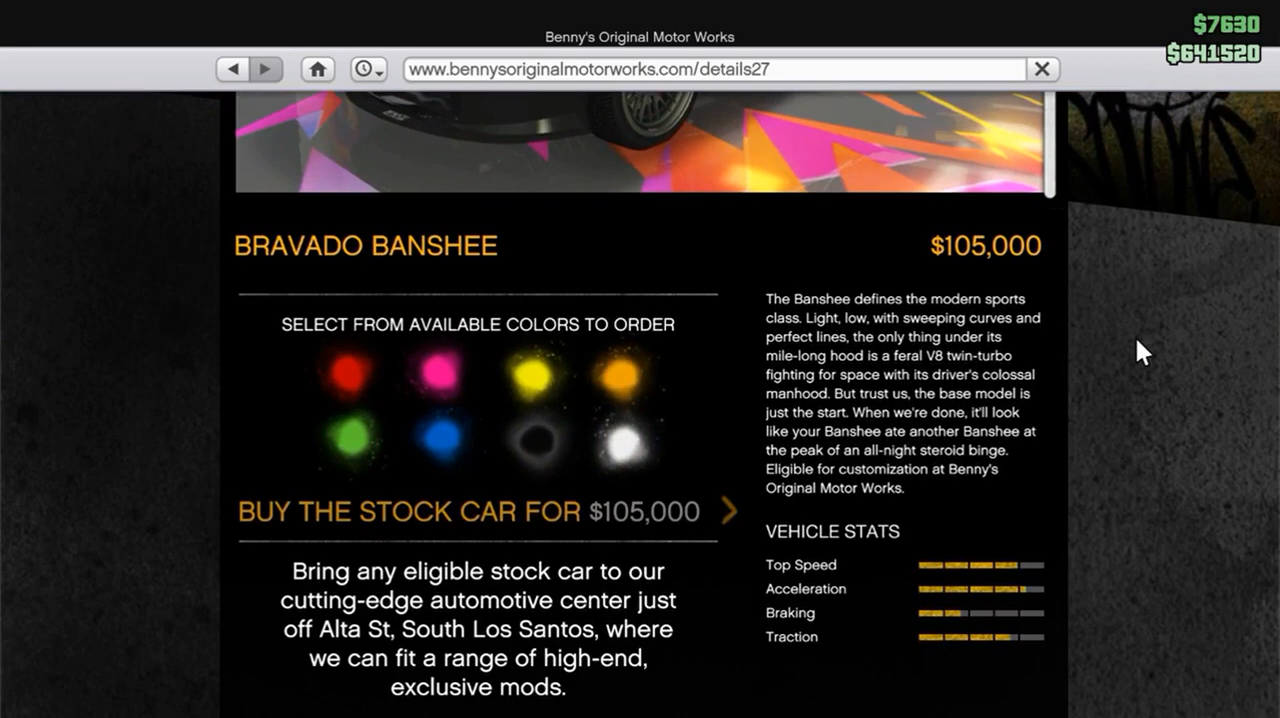 Benny's Original Motor Works
$7630
$641520
www.bennysoriginalmotorworks.com/details27
BRAVADO BANSHEE
$105,000
SELECT FROM AVAILABLE COLORS TO ORDER
BUY THE STOCK CAR FOR $105,000
Bring any eligible stock car to our
cutting-edge automotive center just
off Alta St, South Los Santos, where
we can fit a range of high-end,
exclusive mods.
The Banshee defines the modern sports
class. Light, low, with sweeping curves and
perfect lines, the only thing under its
mile-long hood is a feral V8 twin-turbo
fighting for space with its driver's colossal
manhood. But trust us, the base model is
just the start. When we're done, it'll look
like your Banshee ate another Banshee at
the peak of an all-night steroid binge.
Eligible for customization at Benny's
Original Motor Works.
VEHICLE STATS
Top Speed
Acceleration
Braking
Traction